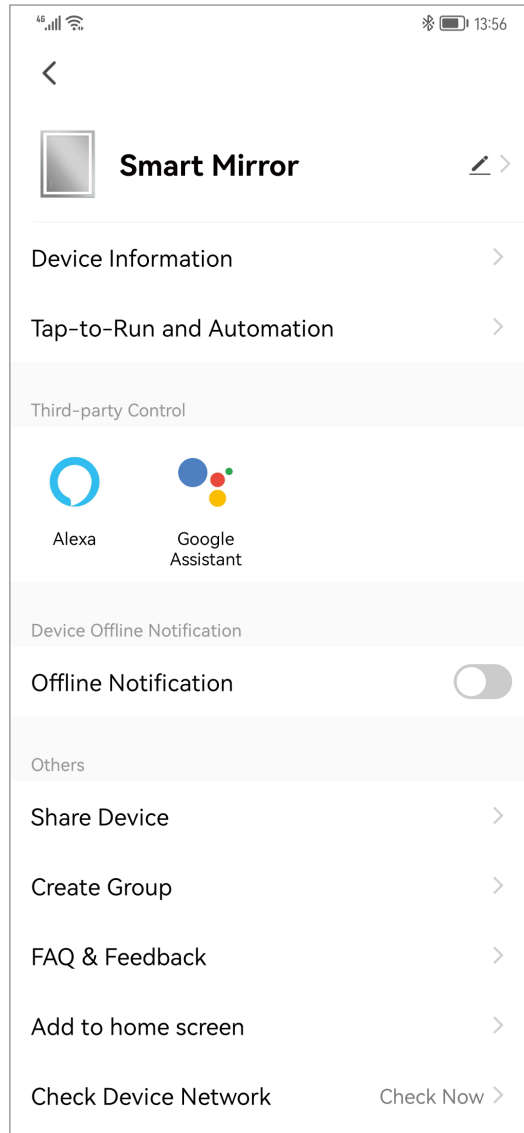 4G 13:56
Smart Mirror
Device Information
Tap-to-Run and Automation
Third-party Control
Alexa
Google
Assistant
Device Offline Notification
Offline Notification
Others
Share Device
Create Group
FAQ & Feedback
Add to home screen
Check Device Network Check Now